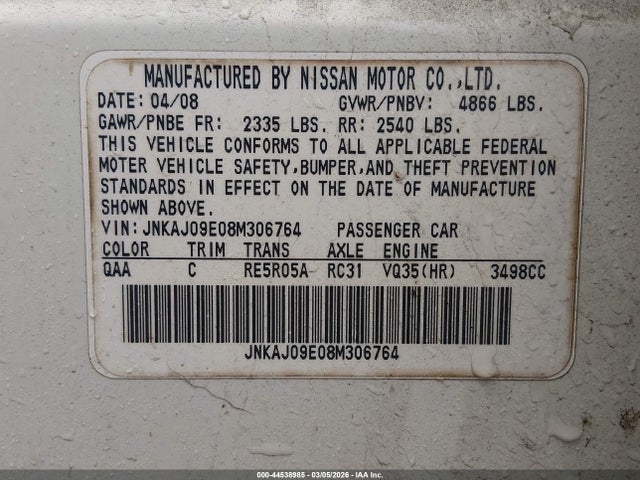 MANUFACTURED BY NISSAN MOTOR CO.,LTD.
DATE: 04/08 GVWR/PNBV: 4866 LBS.
GAWR/PNBE FR: 2335 LBS. RR: 2540 LBS.
THIS VEHICLE CONFORMS TO ALL APPLICABLE FEDERAL
MOTER VEHICLE SAFETY,BUMPER,AND THEFT PREVENTION
STANDARDS IN EFFECT ON THE DATE OF MANUFACTURE
SHOWN ABOVE.
VIN:JNKAJ09E08M306764 PASSENGER CAR
COLOR TRIM TRANS AXLE ENGINE
QAA C RE5R05A RC31 VQ35(HR) 3498CC
JNKAJ09E08M306764
000-44538985 | 03/05/2026 - IAA Inc.